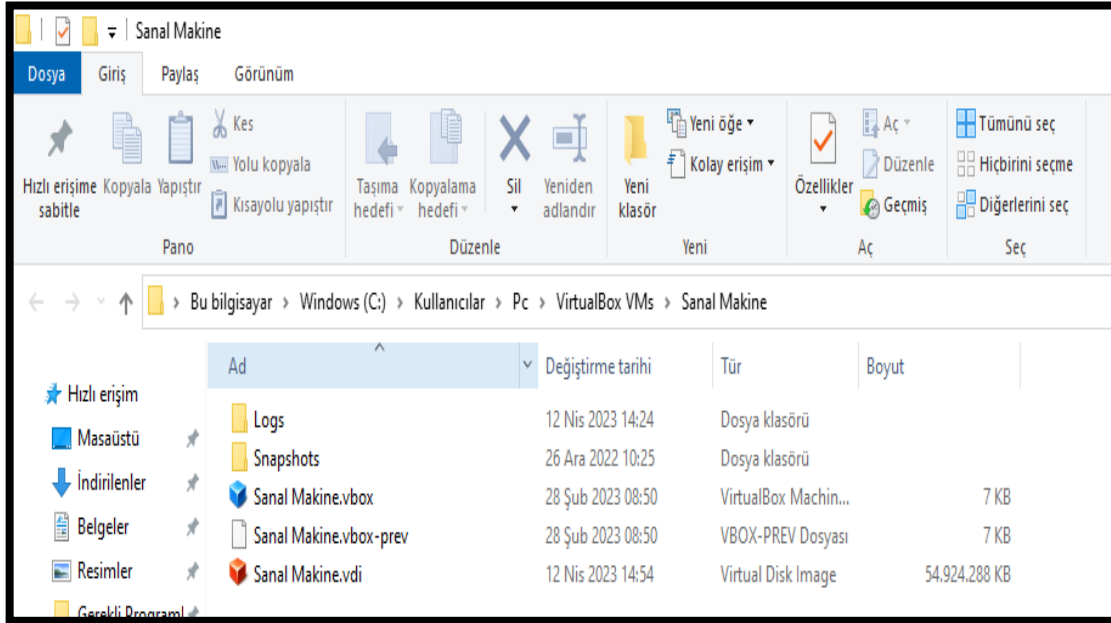 Sanal Makine
Dosya Giriş Paylaş Görünüm
Hızlı erişime sabitle
Kopyala
Yapıştır
Kes
Yolu kopyala
Kısayolu yapıştır
Pano
Taşıma hedefi
Kopyalama hedefi
Sil
Yeniden adlandır
Düzenle
Yeni klasör
Yeni öğe
Kolay erişim
Yeni
Özellikler
Aç
Düzenle
Geçmiş
Aç
Tümünü seç
Hiçbirini seçme
Diğerlerini seç
Seç
Bu bilgisayar > Windows (C:) > Kullanıcılar > Pc > VirtualBox VMs > Sanal Makine
Hızlı erişim
Masaüstü
İndirilenler
Belgeler
Resimler
Gerekli Programl
Ad Değiştirme tarihi Tür Boyut
Logs 12 Nis 2023 14:24 Dosya klasörü
Snapshots 26 Ara 2022 10:25 Dosya klasörü
Sanal Makine.vbox 28 Şub 2023 08:50 VirtualBox Machin... 7 KB
Sanal Makine.vbox-prev 28 Şub 2023 08:50 VBOX-PREV Dosyası 7 KB
Sanal Makine.vdi 12 Nis 2023 14:54 Virtual Disk Image 54.924.288 KB